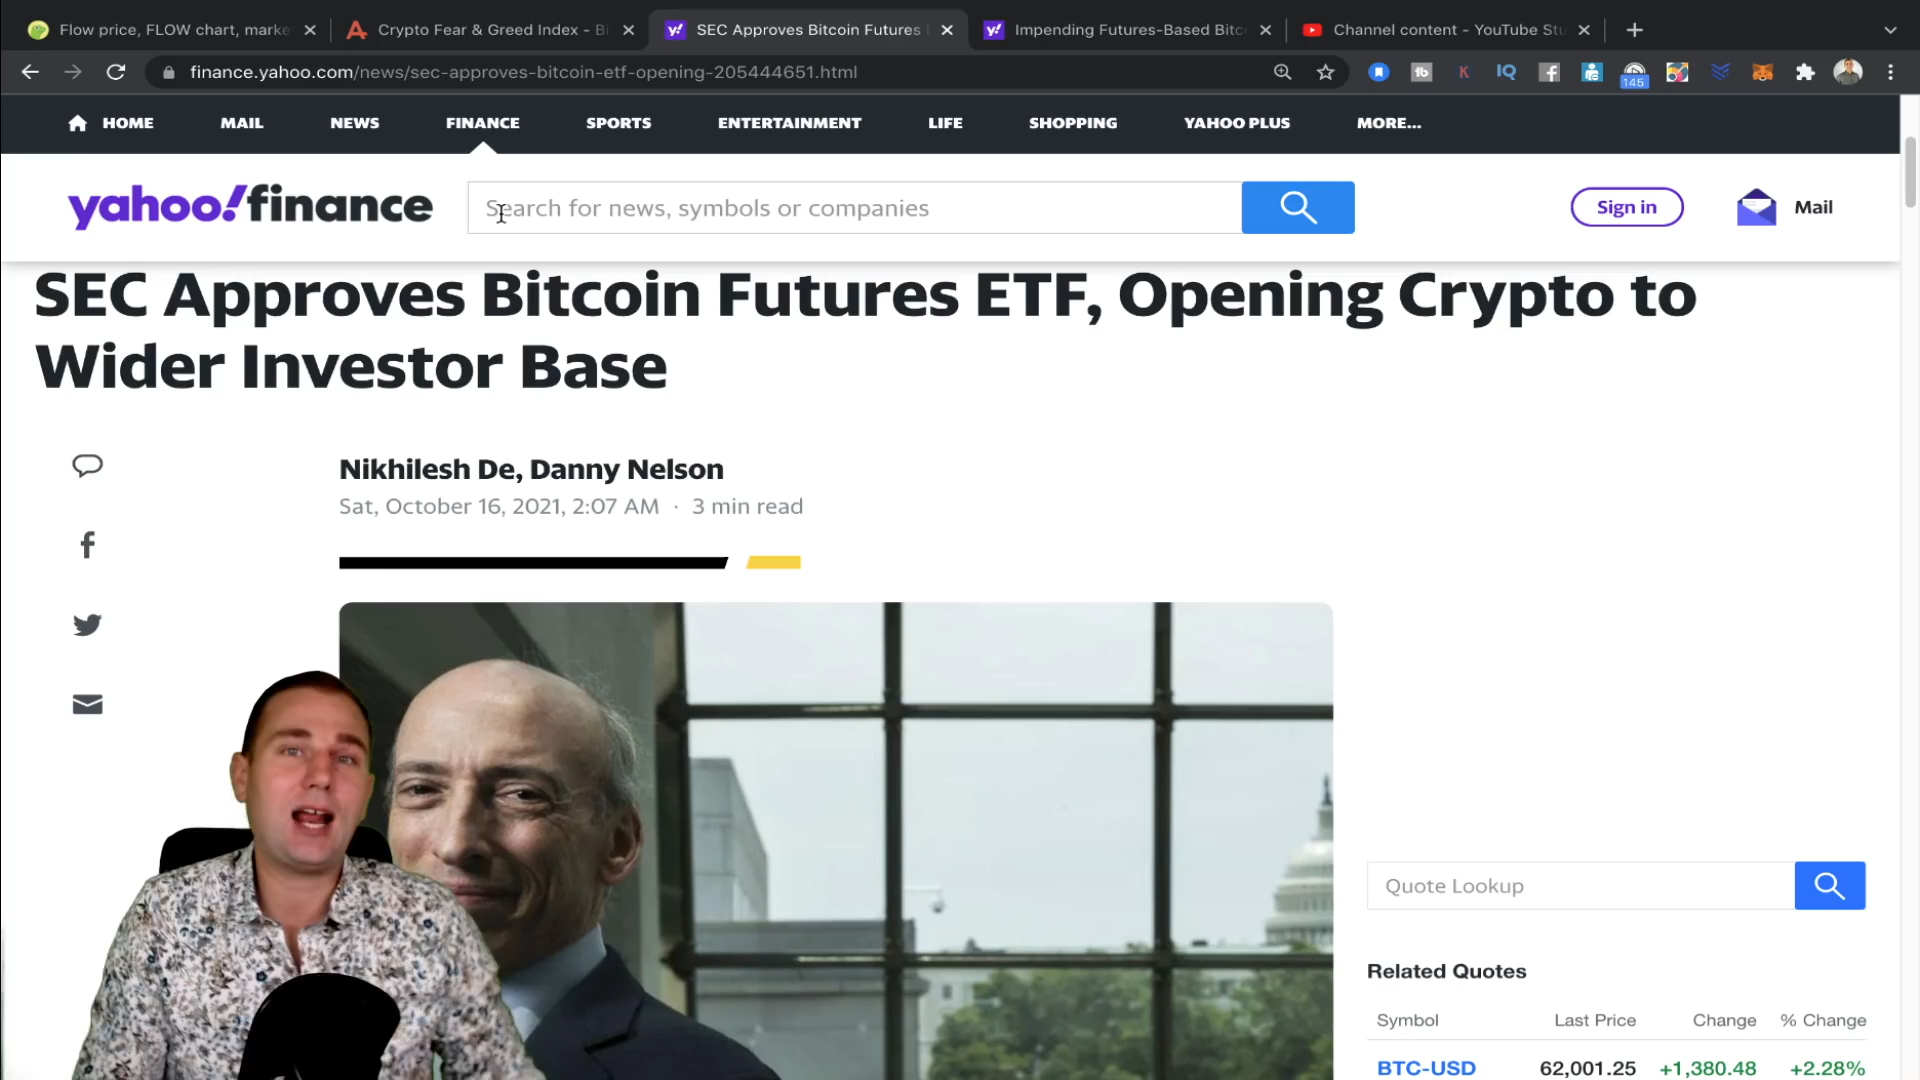 Flow price, FLOW chart, marke
Crypto Fear & Greed Index - Bi
SEC Approves Bitcoin Futures
Impending Futures-Based Bitc
Channel content - YouTube Stu
finance.yahoo.com/news/sec-approves-bitcoin-etf-opening-205444651.html
tb
K
IQ
145
HOME
MAIL
NEWS
FINANCE
SPORTS
ENTERTAINMENT
LIFE
SHOPPING
YAHOO PLUS
MORE...
yahoo!finance
Search for news, symbols or companies
Sign in
Mail
SEC Approves Bitcoin Futures ETF, Opening Crypto to
Wider Investor Base
Nikhilesh De, Danny Nelson
Sat, October 16, 2021, 2:07 AM · 3 min read
Quote Lookup
Related Quotes
Symbol Last Price Change % Change
BTC-USD 62,001.25 +1,380.48 +2.28%